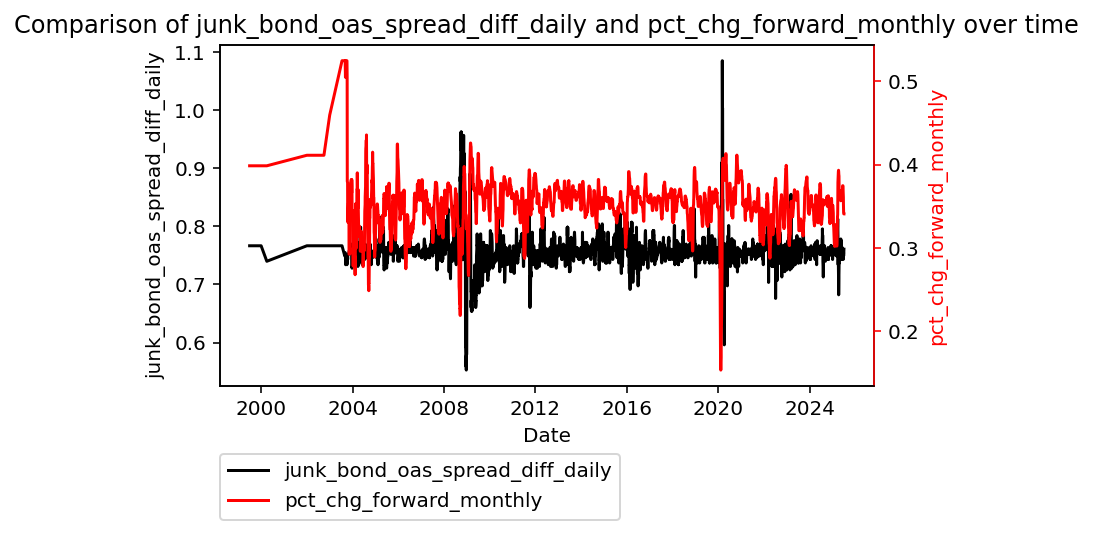 Comparison of junk_bond_oas_spread_diff_daily and pct_chg_forward_monthly over time
junk_bond_oas_spread_diff_daily
1.1
1.0
0.9
0.8
0.7
0.6
0.5
0.4
0.3
0.2
pct_chg_forward_monthly
2000 2004 2008 2012 2016 2020 2024
Date
junk_bond_oas_spread_diff_daily
pct_chg_forward_monthly